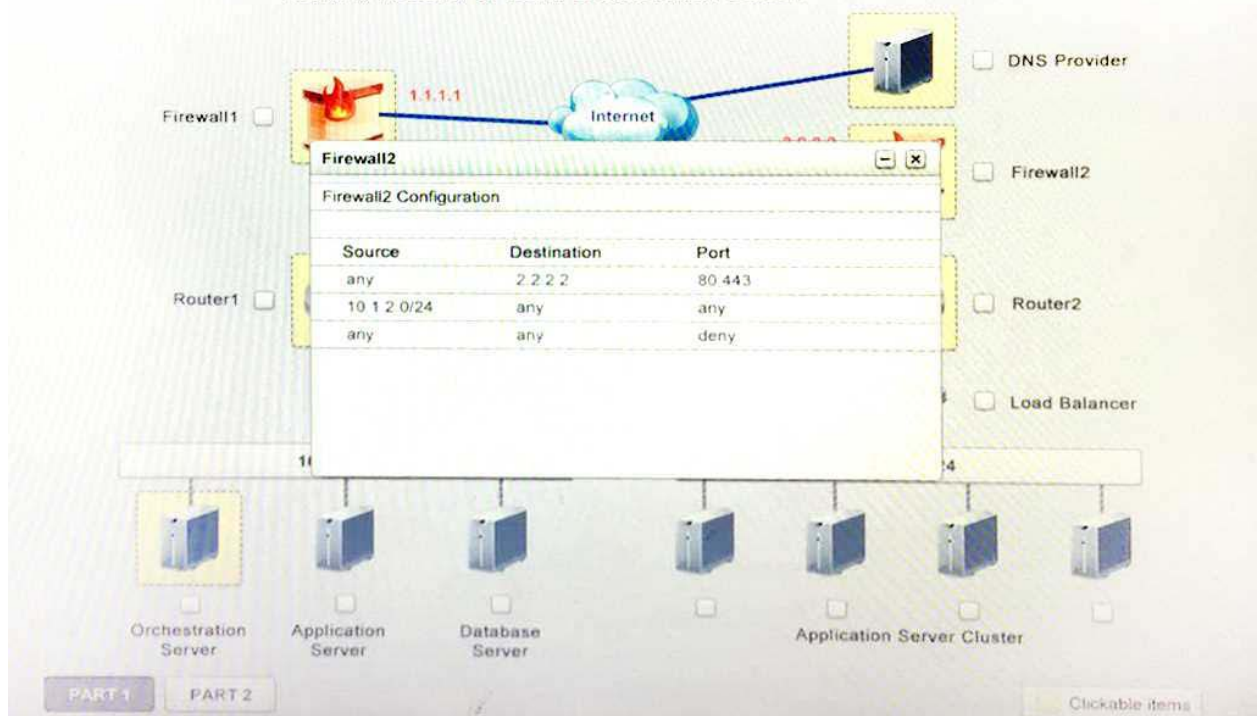 DNS Provider
1.1.1.1
Firewall1
Internet
Firewall2
Firewall2
Firewall2 Configuration
Source Destination Port
any 2.2.2.2 80 443
10 1 2 0/24 any any
any any deny
Router1
Router2
Load Balancer
Orchestration
Server
Application
Server
Database
Server
Application Server Cluster
PART 1
PART 2
Clickable items